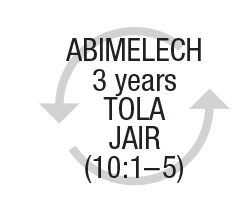 ABIMELECH
3 years
TOLA
JAIR
(10:1–5)